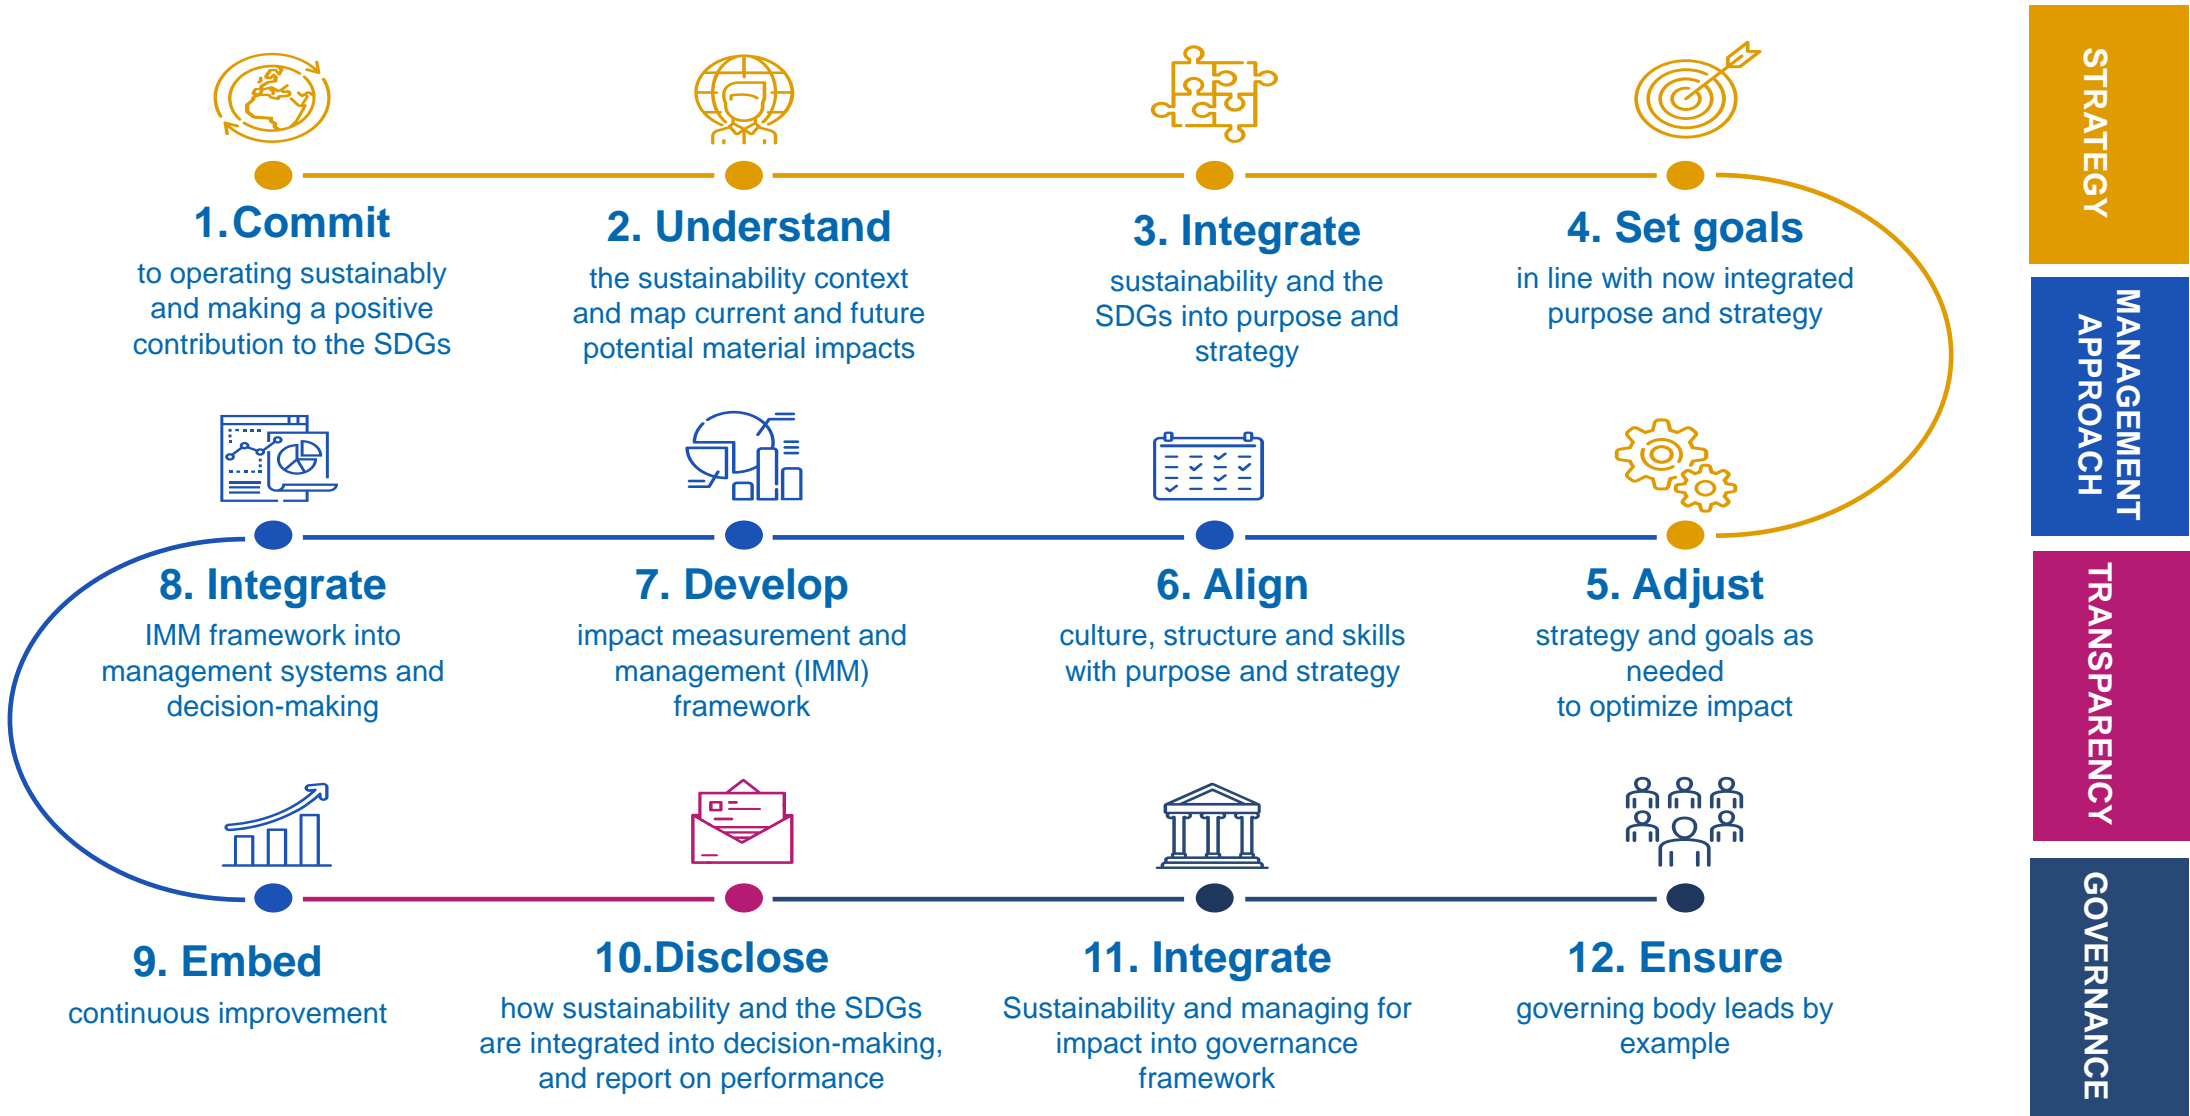 1.Commit
to operating sustainably
and making a positive
contribution to the SDGs
2. Understand
the sustainability context
and map current and future
potential material impacts
3. Integrate
sustainability and the
SDGs into purpose and
strategy
4. Set goals
in line with now integrated
purpose and strategy
8. Integrate
IMM framework into
management systems and
decision-making
7. Develop
impact measurement and
management (IMM)
framework
6. Align
culture, structure and skills
with purpose and strategy
5. Adjust
strategy and goals as
needed
to optimize impact
9. Embed
continuous improvement
10.Disclose
how sustainability and the SDGs
are integrated into decision-making,
and report on performance
11. Integrate
Sustainability and managing for
impact into governance
framework
12. Ensure
governing body leads by
example
STRATEGY
MANAGEMENT
APPROACH
TRANSPARENCY
GOVERNANCE